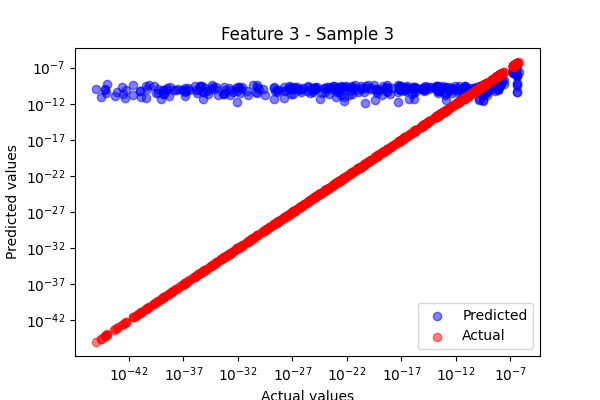 Feature 3 - Sample 3
Predicted values
10⁻⁷
10⁻¹²
10⁻¹⁷
10⁻²²
10⁻²⁷
10⁻³²
10⁻³⁷
10⁻⁴²
Predicted
Actual
10⁻⁴² 10⁻³⁷ 10⁻³² 10⁻²⁷ 10⁻²² 10⁻¹⁷ 10⁻¹² 10⁻⁷
Actual values